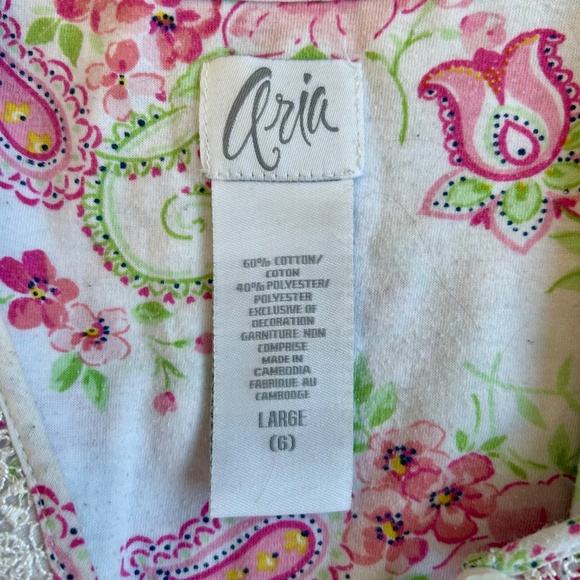 aria
60% COTTON/
COTON
40% POLYESTER/
POLYESTER
EXCLUSIVE OF
DECORATION
GARNITURE NON
COMPRISE
MADE IN
CAMBODIA
FABRIQUE AU
CAMBODGE
LARGE
(G)